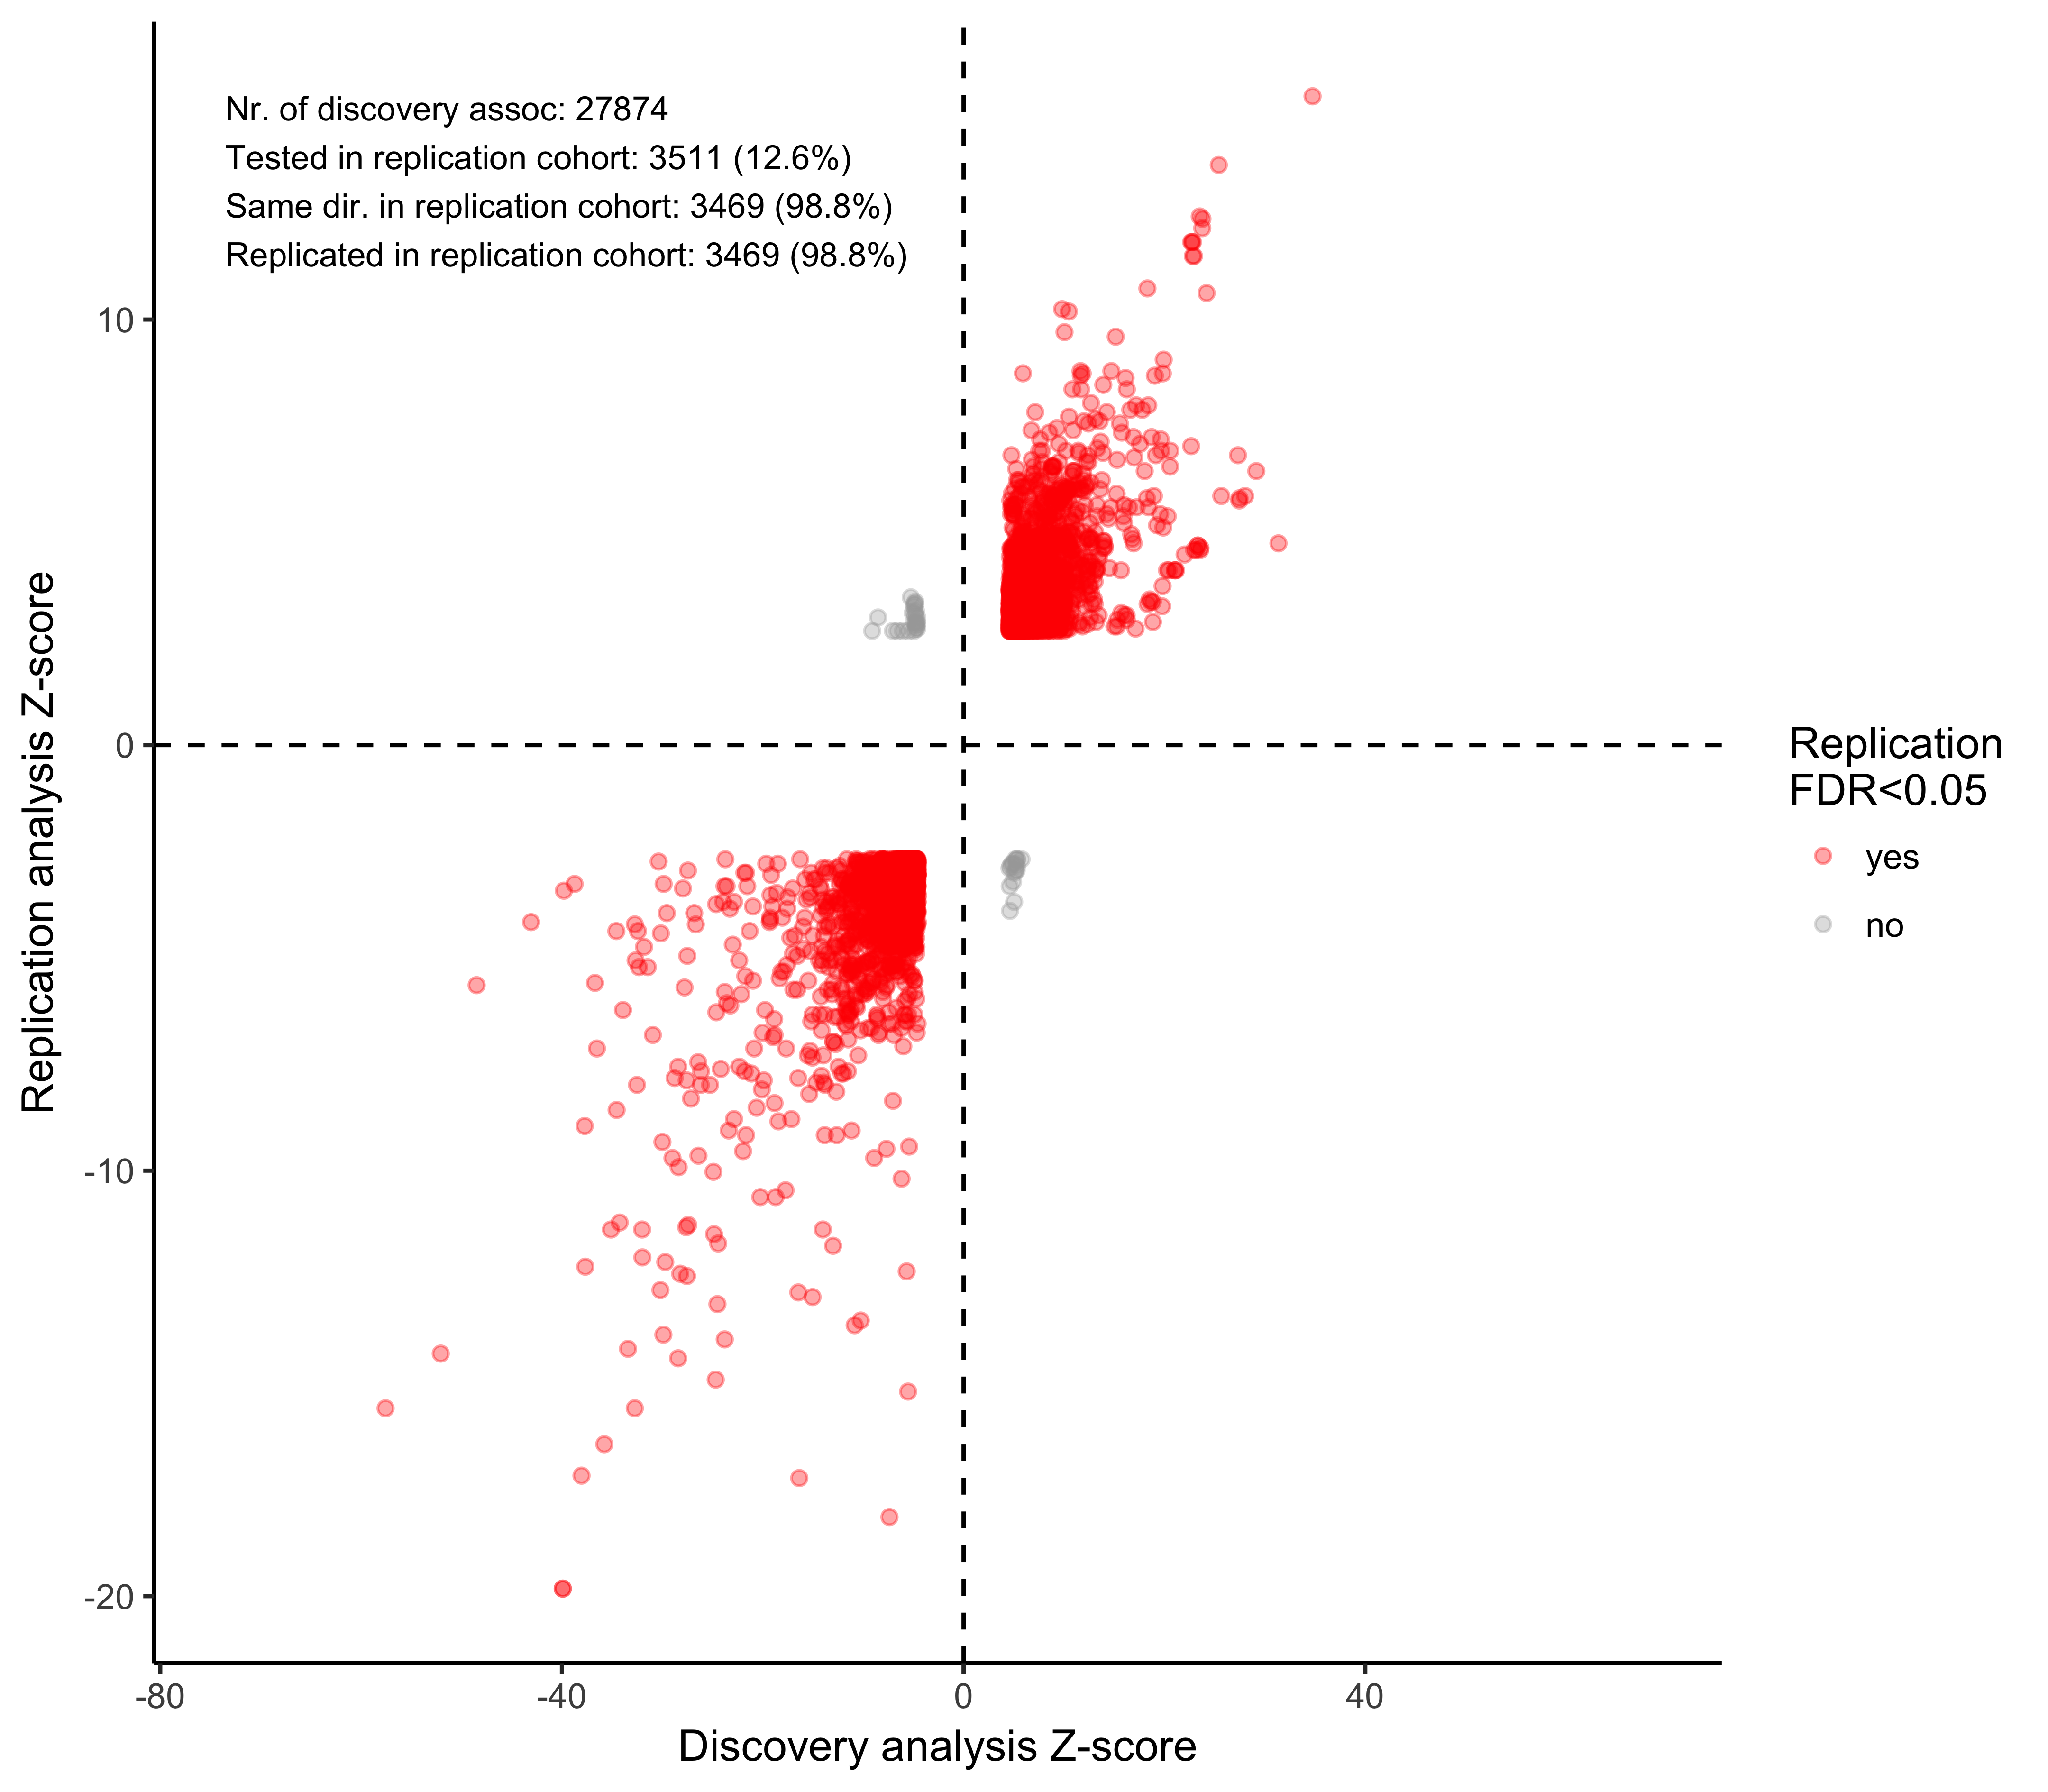 Nr. of discovery assoc: 27874
Tested in replication cohort: 3511 (12.6%)
Same dir. in replication cohort: 3469 (98.8%)
Replicated in replication cohort: 3469 (98.8%)
10
0
-10
-20
Replication analysis Z-score
-80
-40
0
40
Discovery analysis Z-score
Replication
FDR<0.05
yes
no